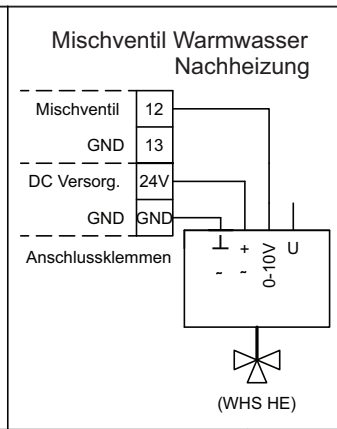 Mischventil Warmwasser
Nachheizung
Mischventil 12
GND 13
DC Versorg. 24V
GND GND
Anschlussklemmen
⊥ + 0-10V U
~ ~
(WHS HE)